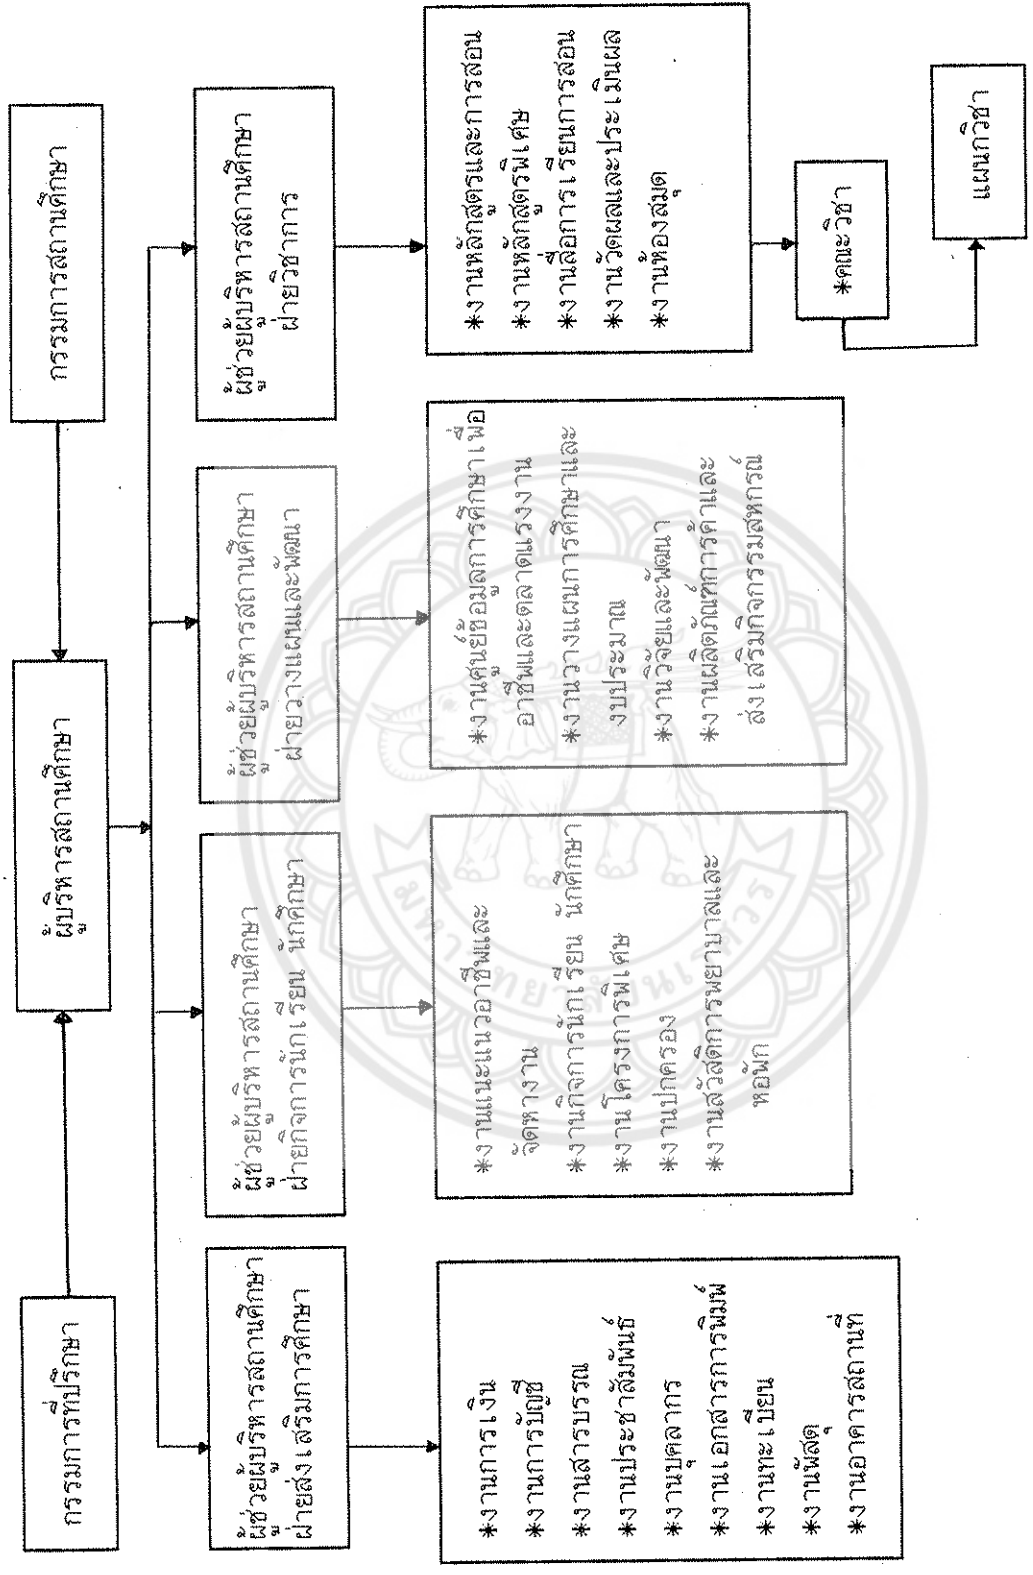 กรรมการที่ปรึกษา
ผู้บริหารสถานศึกษา
กรรมการสถานศึกษา
ผู้ช่วยผู้บริหารสถานศึกษา
ฝ่ายส่งเสริมการศึกษา
ผู้ช่วยผู้บริหารสถานศึกษา
ฝ่ายกิจการนักเรียน นักศึกษา
ผู้ช่วยผู้บริหารสถานศึกษา
ฝ่ายวางแผนและพัฒนา
ผู้ช่วยผู้บริหารสถานศึกษา
ฝ่ายวิชาการ
*งานการเงิน
*งานการบัญชี
*งานสารบรรณ
*งานประชาสัมพันธ์
*งานบุคลากร
*งานเอกสารการพิมพ์
*งานทะเบียน
*งานพัสดุ
*งานอาคารสถานที่
*งานแนะแนวอาชีพและ
จัดหางาน
*งานกิจการนักเรียน นักศึกษา
*งานโครงการพิเศษ
*งานปกครอง
*งานสวัสดิการพยาบาลและ
หอพัก
*งานศูนย์ข้อมูลการศึกษาเพื่อ
อาชีพและตลาดแรงงาน
*งานวางแผนการศึกษาและ
งบประมาณ
*งานวิจัยและพัฒนา
*งานผลิตภัณฑ์การค้าและ
ส่งเสริมกิจกรรมสหกรณ์
*งานหลักสูตรและการสอน
*งานหลักสูตรพิเศษ
*งานสื่อการเรียนการสอน
*งานวัดผลและประเมินผล
*งานห้องสมุด
*คณะวิชา
แผนกวิชา
มหาวิทยาลัยนเรศวร